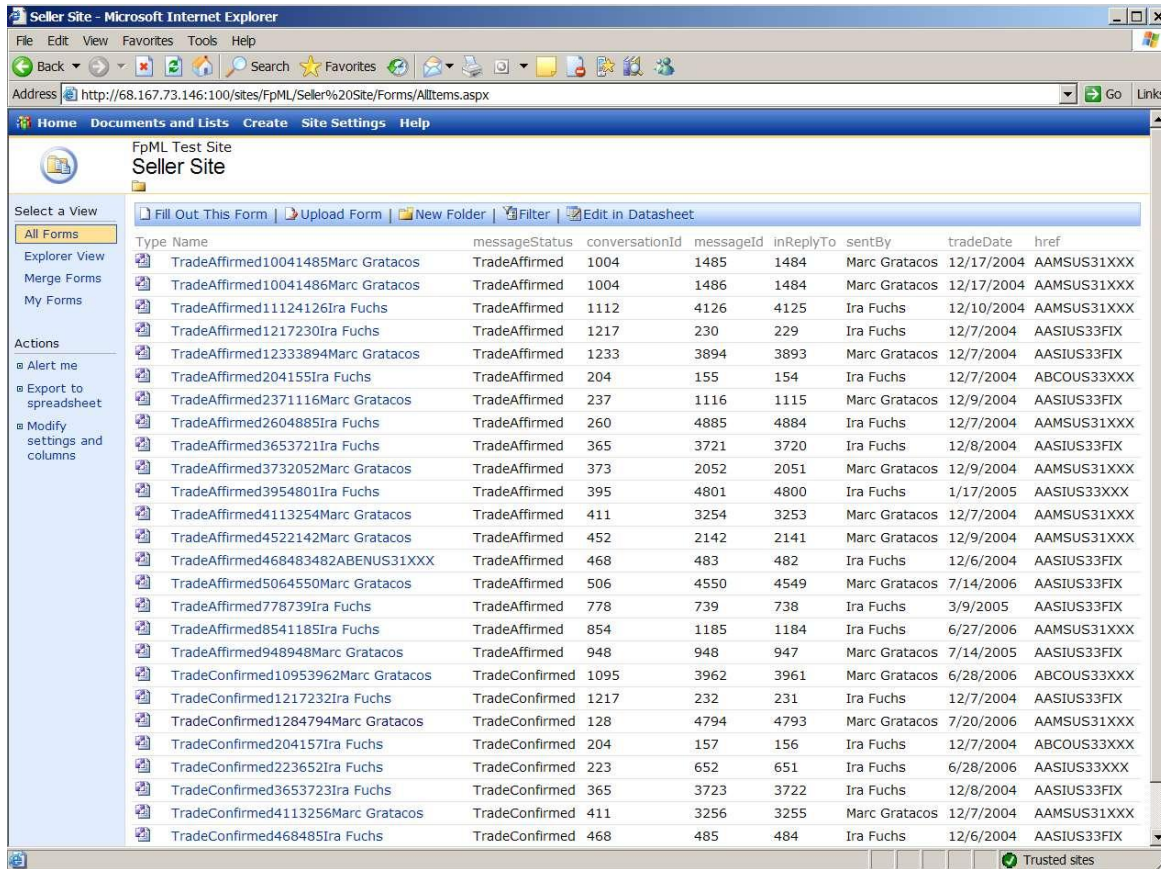 Seller Site - Microsoft Internet Explorer
File Edit View Favorites Tools Help
Back Search Favorites
Address http://68.167.73.146:100/sites/FpML/Seller%20Site/Forms/AllItems.aspx Go Links
Home Documents and Lists Create Site Settings Help
FpML Test Site
Seller Site
Select a View
All Forms
Explorer View
Merge Forms
My Forms
Actions
Alert me
Export to
spreadsheet
Modify
settings and
columns
Fill Out This Form | Upload Form | New Folder | Filter | Edit in Datasheet
Type Name messageStatus conversationId messageId inReplyTo sentBy tradeDate href
TradeAffirmed10041485Marc Gratacos TradeAffirmed 1004 1485 1484 Marc Gratacos 12/17/2004 AAMSUS31XXX
TradeAffirmed10041486Marc Gratacos TradeAffirmed 1004 1486 1484 Marc Gratacos 12/17/2004 AAMSUS31XXX
TradeAffirmed11124126Ira Fuchs TradeAffirmed 1112 4126 4125 Ira Fuchs 12/10/2004 AAMSUS31XXX
TradeAffirmed1217230Ira Fuchs TradeAffirmed 1217 230 229 Ira Fuchs 12/7/2004 AASIUS33FIX
TradeAffirmed12333894Marc Gratacos TradeAffirmed 1233 3894 3893 Marc Gratacos 12/7/2004 AASIUS33FIX
TradeAffirmed204155Ira Fuchs TradeAffirmed 204 155 154 Ira Fuchs 12/7/2004 ABCOUS33XXX
TradeAffirmed2371116Marc Gratacos TradeAffirmed 237 1116 1115 Marc Gratacos 12/9/2004 AAMSUS31XXX
TradeAffirmed2604885Ira Fuchs TradeAffirmed 260 4885 4884 Ira Fuchs 12/7/2004 AAMSUS31XXX
TradeAffirmed3653721Ira Fuchs TradeAffirmed 365 3721 3720 Ira Fuchs 12/8/2004 AASIUS33FIX
TradeAffirmed3732052Marc Gratacos TradeAffirmed 373 2052 2051 Marc Gratacos 12/9/2004 AAMSUS31XXX
TradeAffirmed3954801Ira Fuchs TradeAffirmed 395 4801 4800 Ira Fuchs 1/17/2005 AASIUS33XXX
TradeAffirmed4113254Marc Gratacos TradeAffirmed 411 3254 3253 Marc Gratacos 12/7/2004 AAMSUS31XXX
TradeAffirmed4522142Marc Gratacos TradeAffirmed 452 2142 2141 Marc Gratacos 12/9/2004 AAMSUS31XXX
TradeAffirmed468483482ABENUS31XXX TradeAffirmed 468 483 482 Ira Fuchs 12/6/2004 AASIUS33FIX
TradeAffirmed5064550Marc Gratacos TradeAffirmed 506 4550 4549 Marc Gratacos 7/14/2006 AASIUS33FIX
TradeAffirmed778739Ira Fuchs TradeAffirmed 778 739 738 Ira Fuchs 3/9/2005 AASIUS33FIX
TradeAffirmed8541185Ira Fuchs TradeAffirmed 854 1185 1184 Ira Fuchs 6/27/2006 AAMSUS31XXX
TradeAffirmed948948Marc Gratacos TradeAffirmed 948 948 947 Marc Gratacos 7/14/2005 AASIUS33FIX
TradeConfirmed10953962Marc Gratacos TradeConfirmed 1095 3962 3961 Marc Gratacos 6/28/2006 ABCOUS33XXX
TradeConfirmed1217232Ira Fuchs TradeConfirmed 1217 232 231 Ira Fuchs 12/7/2004 AASIUS33FIX
TradeConfirmed1284794Marc Gratacos TradeConfirmed 128 4794 4793 Marc Gratacos 7/20/2006 AAMSUS31XXX
TradeConfirmed204157Ira Fuchs TradeConfirmed 204 157 156 Ira Fuchs 12/7/2004 ABCOUS33XXX
TradeConfirmed223652Ira Fuchs TradeConfirmed 223 652 651 Ira Fuchs 6/28/2006 AASIUS33XXX
TradeConfirmed3653723Ira Fuchs TradeConfirmed 365 3723 3722 Ira Fuchs 12/8/2004 AASIUS33FIX
TradeConfirmed4113256Marc Gratacos TradeConfirmed 411 3256 3255 Marc Gratacos 12/7/2004 AAMSUS31XXX
TradeConfirmed468485Ira Fuchs TradeConfirmed 468 485 484 Ira Fuchs 12/6/2004 AASIUS33FIX
Trusted sites